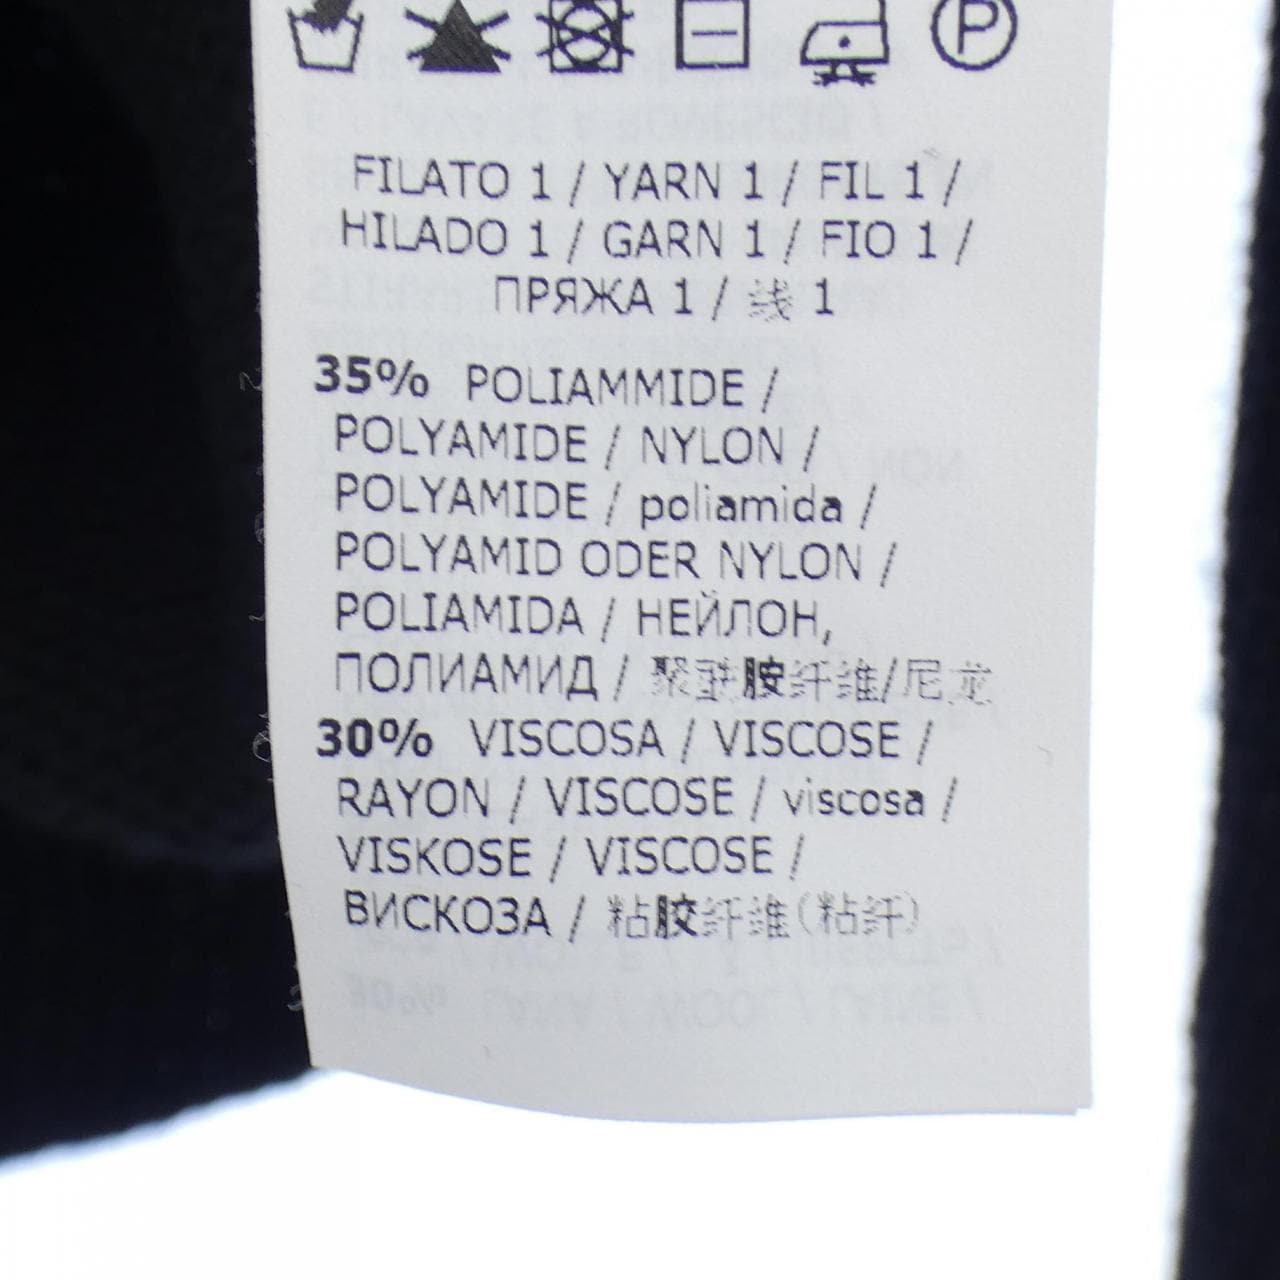 P
FILATO 1 / YARN 1 / FIL 1 /
HILADO 1 / GARN 1 / FIO 1 /
ПРЯЖА 1 / 线 1
35% POLIAMMIDE /
POLYAMIDE / NYLON /
POLYAMIDE / poliamida /
POLYAMID ODER NYLON /
POLIAMIDA / НЕЙЛОН,
ПОЛИАМИД / 聚酰胺纤维/尼龙
30% VISCOSA / VISCOSE /
RAYON / VISCOSE / viscosa /
VISKOSE / VISCOSE /
ВИСКОЗА / 粘胶纤维(粘纤)